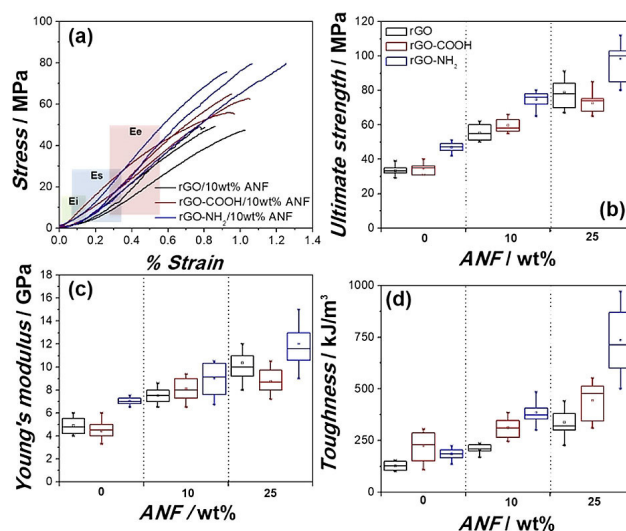 (a)
Stress / MPa
80
60
40
20
0
Ee
Es
Ei
rGO/10wt% ANF
rGO-COOH/10wt% ANF
rGO-NH2/10wt% ANF
0.0 0.2 0.4 0.6 0.8 1.0 1.2 1.4
% Strain
(b)
Ultimate strength / MPa
120
100
80
60
40
20
0
rGO
rGO-COOH
rGO-NH2
0 10 25
ANF / wt%
(c)
Young's modulus / GPa
18
16
14
12
10
8
6
4
2
0
0 10 25
ANF / wt%
(d)
Toughness / kJ/m3
1000
750
500
250
0
0 10 25
ANF / wt%